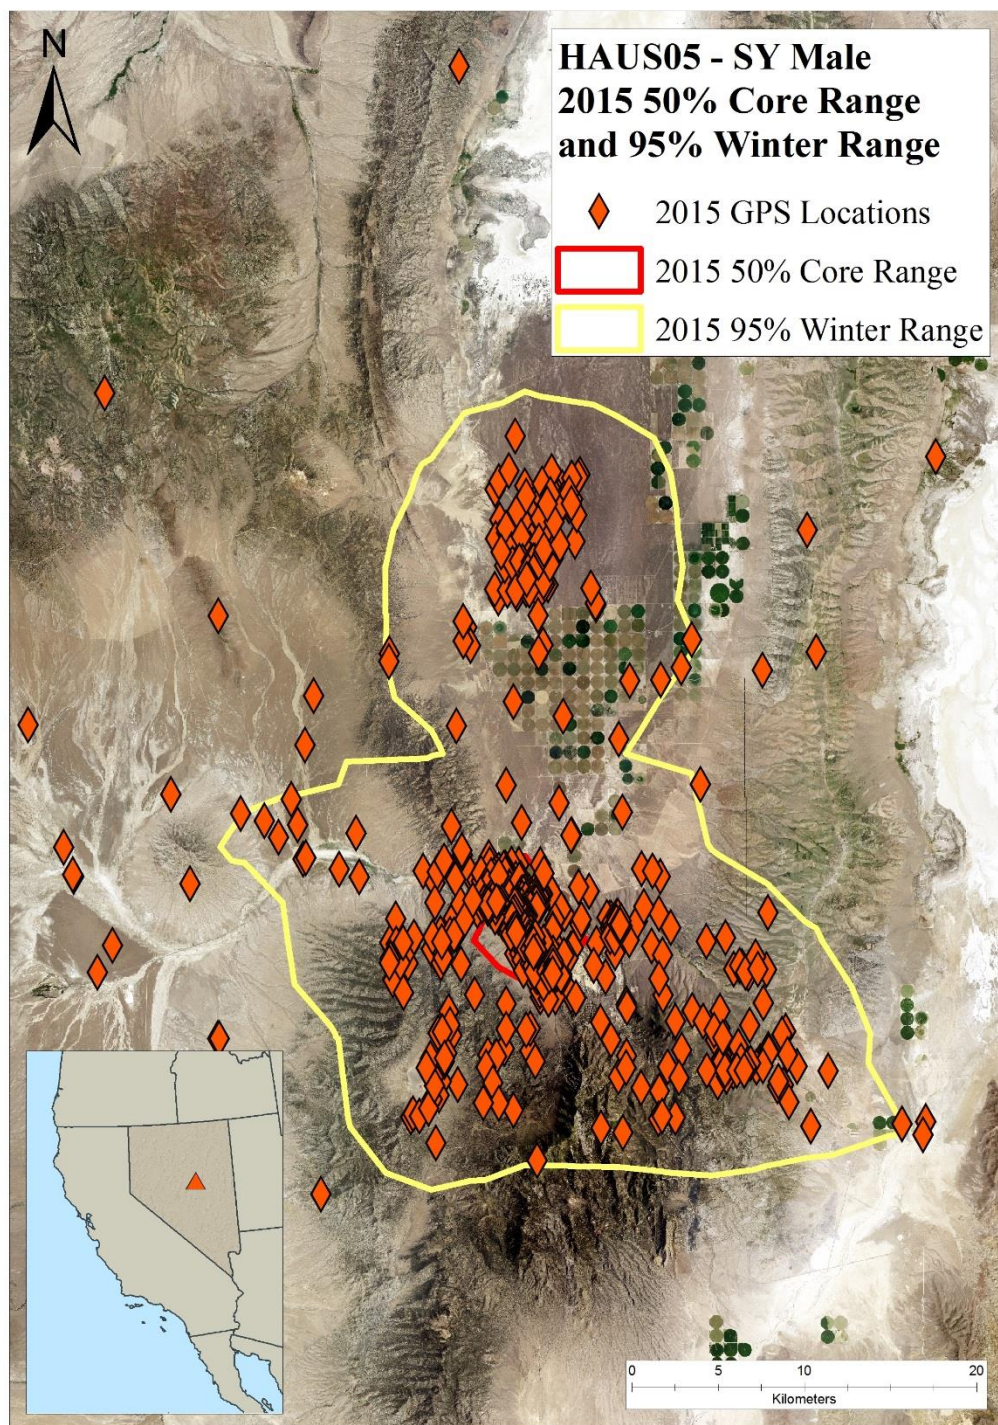 N
HAUS05 - SY Male
2015 50% Core Range
and 95% Winter Range
2015 GPS Locations
2015 50% Core Range
2015 95% Winter Range
0 5 10 20
Kilometers